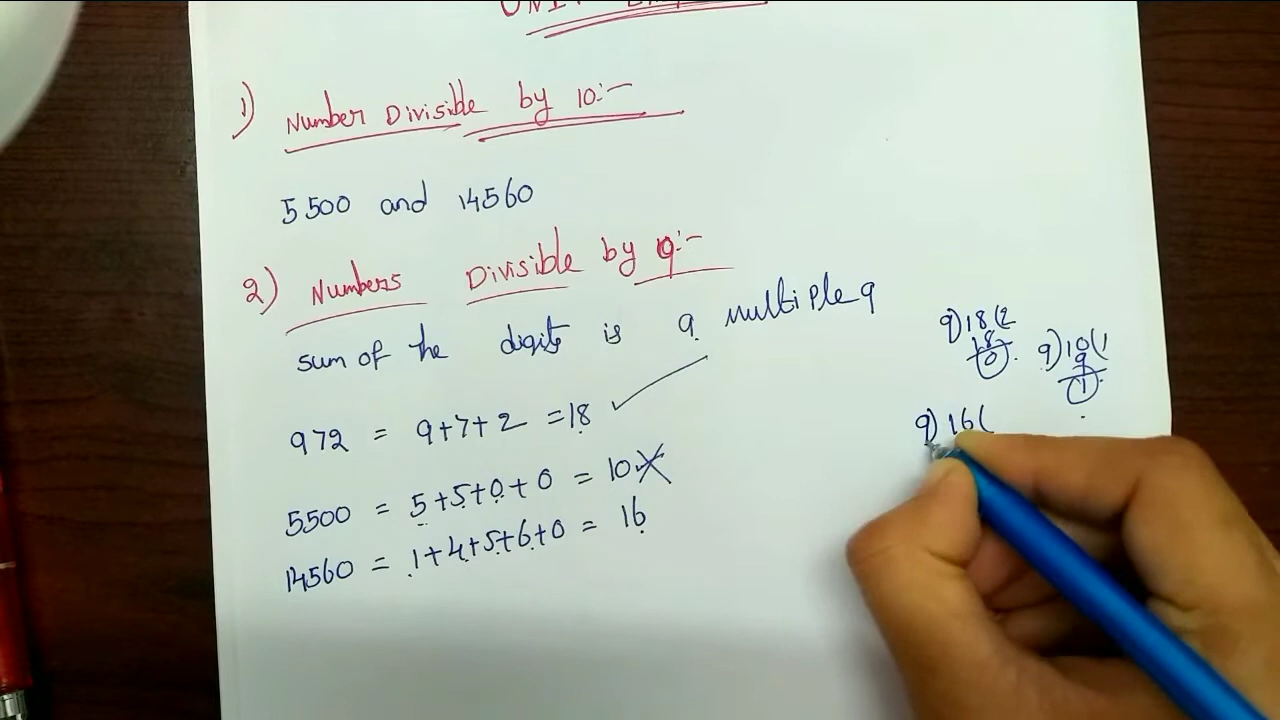 1) Number Divisible by 10:-
5500 and 14560
2) Numbers Divisible by 9:-
sum of the digits is 9 multiple 9
972 = 9+7+2 =18 ✓
5500 = 5+5+0+0 = 10 X
14560 = 1+4+5+6+0 = 16
9)18(2
18
0
9)10(1
9
1
9)16(